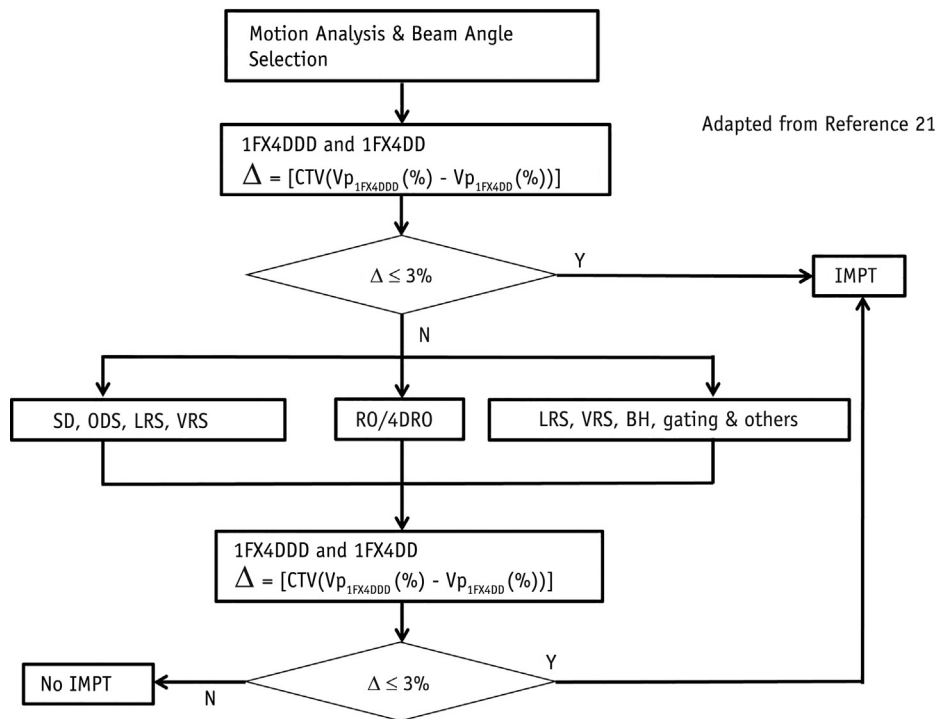 Motion Analysis & Beam Angle
Selection
Adapted from Reference 21
1FX4DDD and 1FX4DD
Δ = [CTV(Vp1FX4DDD(%) - Vp1FX4DD(%))]
Δ ≤ 3%
Y
IMPT
N
SD, ODS, LRS, VRS
RO/4DRO
LRS, VRS, BH, gating & others
1FX4DDD and 1FX4DD
Δ = [CTV(Vp1FX4DDD(%) - Vp1FX4DD(%))]
Δ ≤ 3%
Y
N
No IMPT